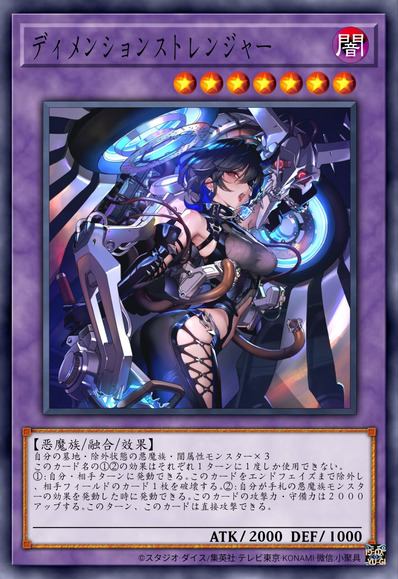 ディメンションストレンジャー
闇
【悪魔族/融合/効果】
自分の墓地・除外状態の悪魔族・闇属性モンスター×3
このカード名の①②の効果はそれぞれ1ターンに1度しか使用できない。
①:自分・相手ターンに発動できる。このカードをエンドフェイズまで除外し、相手フィールドのカード1枚を破壊する。②:自分が手札の悪魔族モンスターの効果を発動した時に発動できる。このカードの攻撃力・守備力は2000アップする。このターン、このカードは直接攻撃できる。
ATK/2000 DEF/1000
©スタジオ・ダイス/集英社・テレビ東京・KONAMI・微信:小聚具